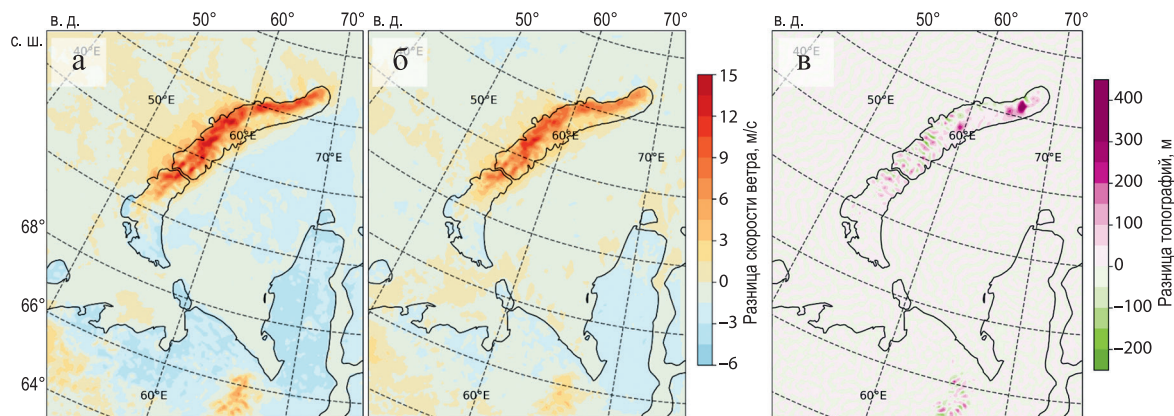 в. д. 50° 60° 70° 50° 60° 70° в. д. 50° 60° 70°
с. ш.
а б в
40°E 40°E 40°E
50°E 50°E 50°E
60°E 60°E 60°E
70°E 70°E 70°E
68°
66°
64°
60°E 60°E 60°E
15
12
9
6
3
0
−3
−6
Разница скорости ветра, м/с
400
300
200
100
0
−100
−200
Разница топографий, м